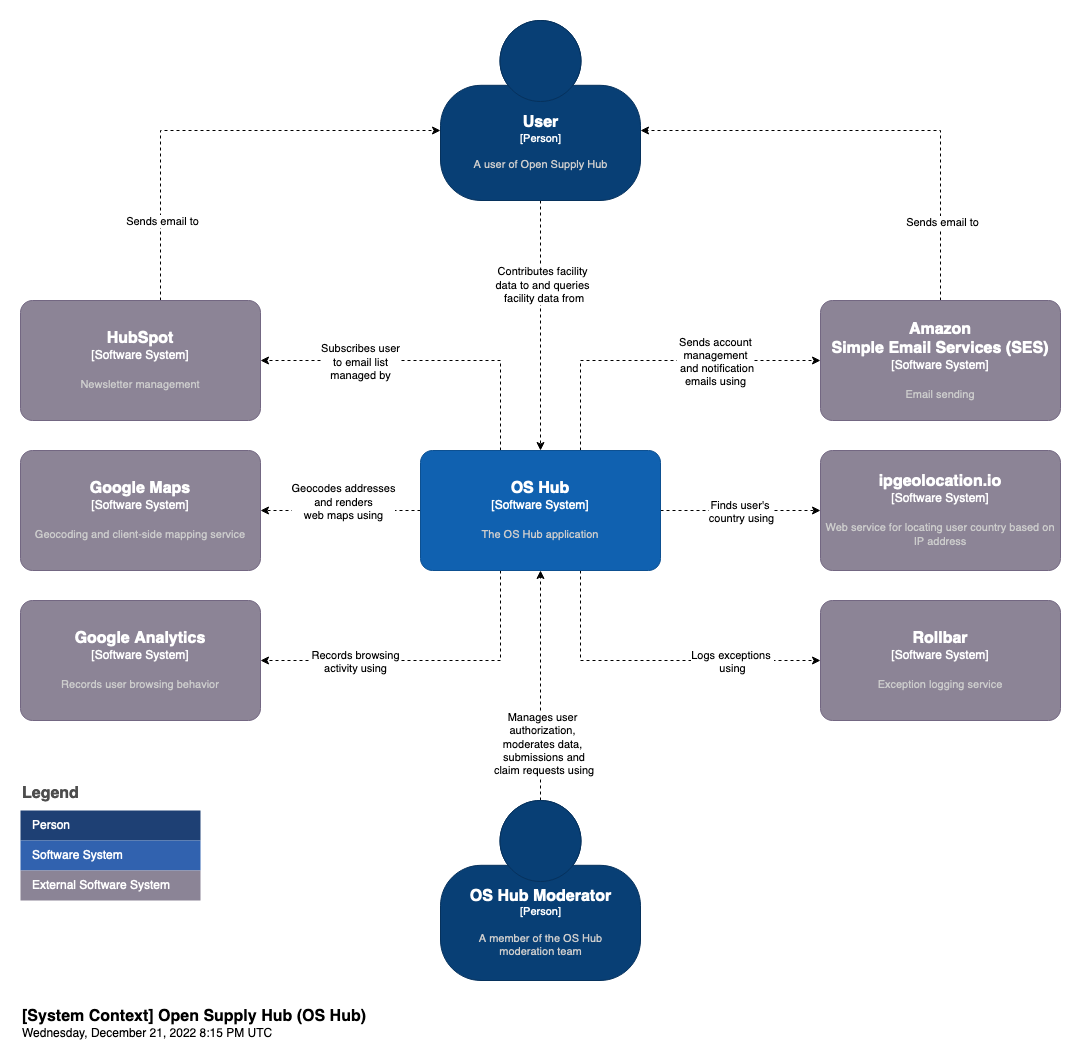 User
[Person]
A user of Open Supply Hub
Sends email to
Sends email to
Contributes facility
data to and queries
facility data from
HubSpot
[Software System]
Newsletter management
Subscribes user
to email list
managed by
Sends account
management
and notification
emails using
Amazon
Simple Email Services (SES)
[Software System]
Email sending
Google Maps
[Software System]
Geocoding and client-side mapping service
Geocodes addresses
and renders
web maps using
OS Hub
[Software System]
The OS Hub application
Finds user's
country using
ipgeolocation.io
[Software System]
Web service for locating user country based on
IP address
Google Analytics
[Software System]
Records user browsing behavior
Records browsing
activity using
Logs exceptions
using
Rollbar
[Software System]
Exception logging service
Manages user
authorization,
moderates data,
submissions and
claim requests using
Legend
Person
Software System
External Software System
OS Hub Moderator
[Person]
A member of the OS Hub
moderation team
[System Context] Open Supply Hub (OS Hub)
Wednesday, December 21, 2022 8:15 PM UTC